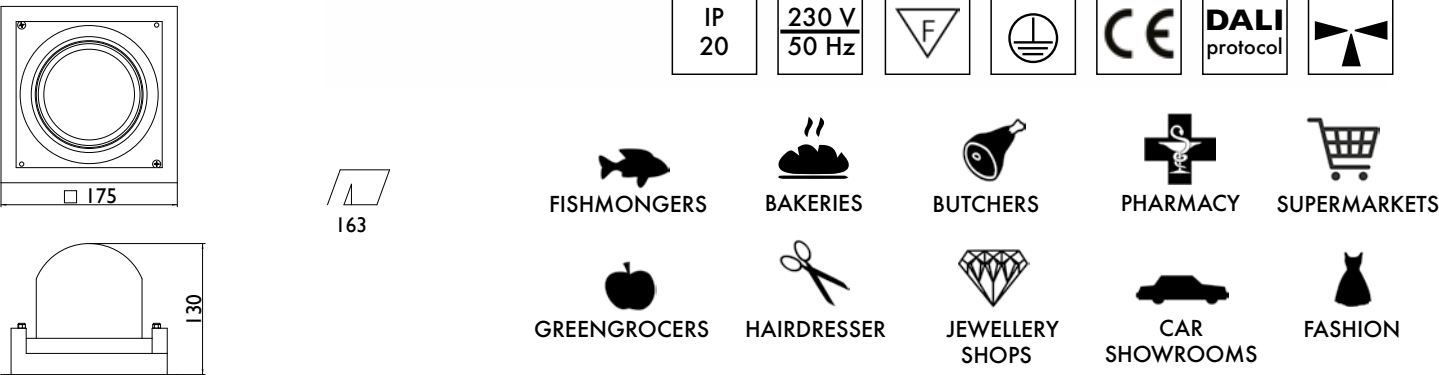 IP
20
230 V
50 Hz
F
CE
DALI
protocol
□ 175
163
130
FISHMONGERS
BAKERIES
BUTCHERS
PHARMACY
SUPERMARKETS
GREENGROCERS
HAIRDRESSER
JEWELLERY
SHOPS
CAR
SHOWROOMS
FASHION